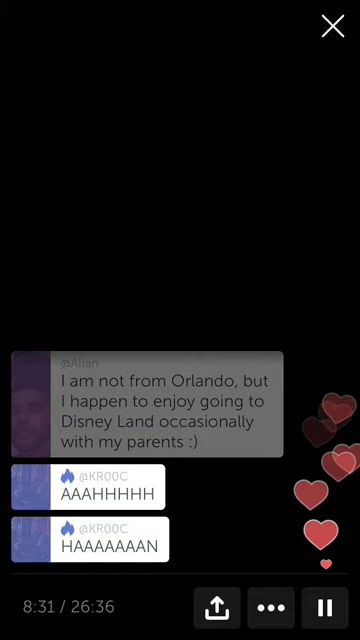 @Allan
I am not from Orlando, but
I happen to enjoy going to
Disney Land occasionally
with my parents :)
@KR00C
AAAHHHHH
@KR00C
HAAAAAAAN
8:31 / 26:36